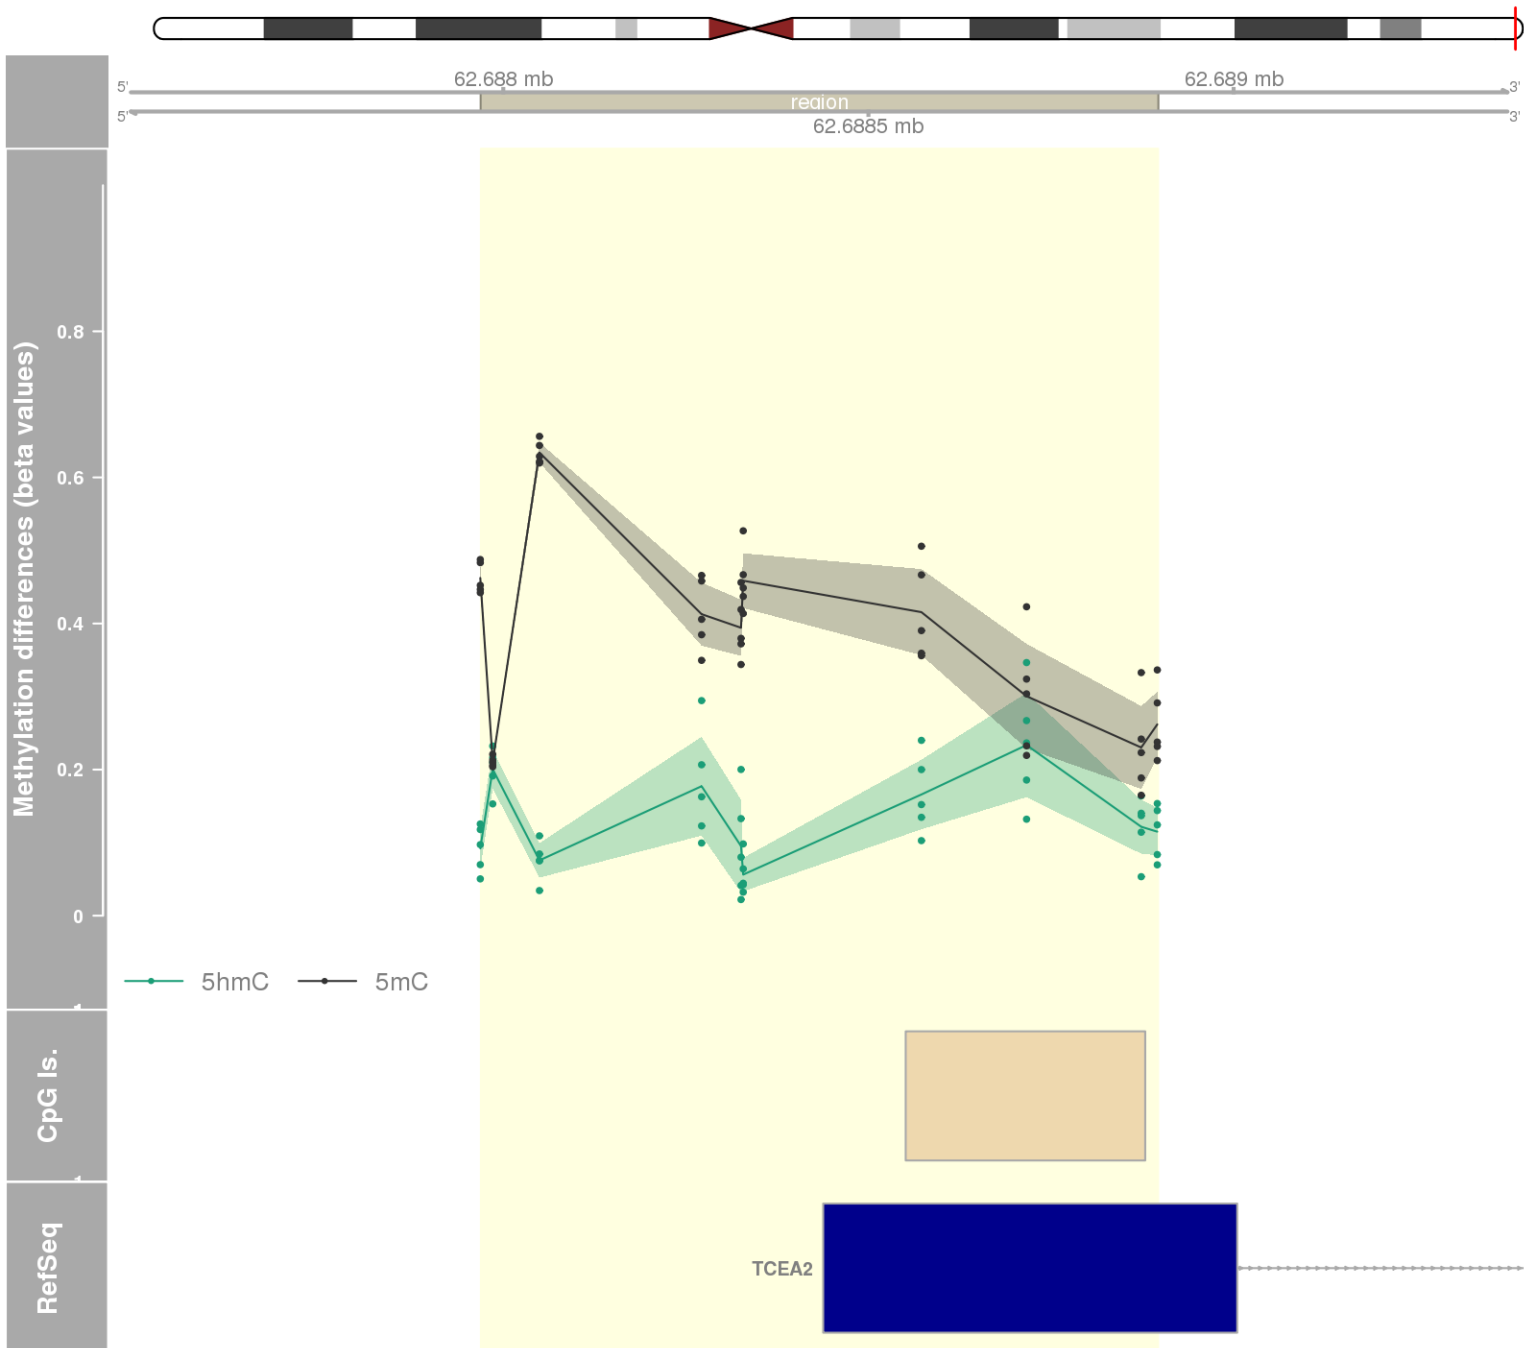 62.688 mb
62.689 mb
5'
3'
region
5'
3'
62.6885 mb
Methylation differences (beta values)
0.8
0.6
0.4
0.2
0
5hmC
5mC
CpG Is.
RefSeq
TCEA2